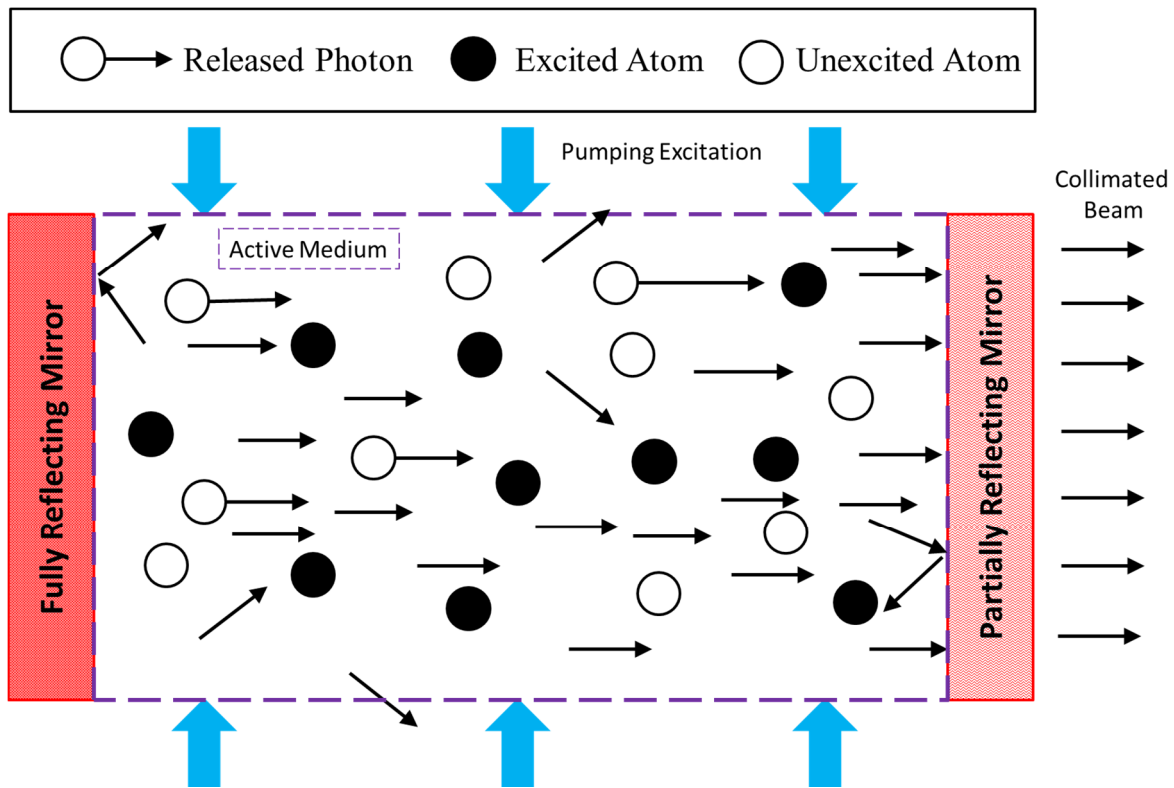 Released Photon
Excited Atom
Unexcited Atom
Pumping Excitation
Collimated
Beam
Active Medium
Fully Reflecting Mirror
Partially Reflecting Mirror